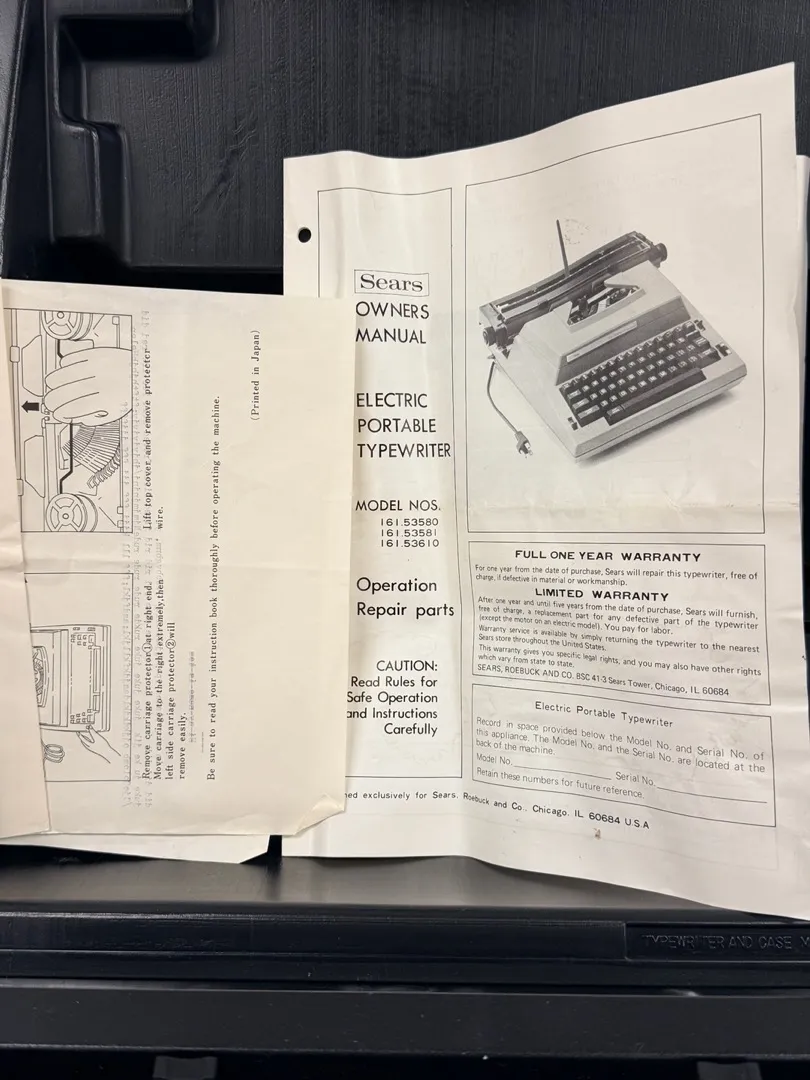 Lift top cover, and remove protecter
wire.
Remove carriage protector①at right end.
Move carriage to the right extremely,then
left side carriage protector②will
remove easily.
Be sure to read your instruction book thoroughly before operating the machine.
(Printed in Japan)
Sears
OWNERS
MANUAL
ELECTRIC
PORTABLE
TYPEWRITER
MODEL NOS.
161.53580
161.53581
161.53610
Operation
Repair parts
CAUTION:
Read Rules for
Safe Operation
and Instructions
Carefully
FULL ONE YEAR WARRANTY
For one year from the date of purchase, Sears will repair this typewriter, free of
charge, if defective in material or workmanship.
LIMITED WARRANTY
After one year and until five years from the date of purchase, Sears will furnish,
free of charge, a replacement part for any defective part of the typewriter
(except the motor on an electric model). You pay for labor.
Warranty service is available by simply returning the typewriter to the nearest
Sears store throughout the United States.
This warranty gives you specific legal rights, and you may also have other rights
which vary from state to state.
SEARS, ROEBUCK AND CO. BSC 41-3 Sears Tower, Chicago, IL 60684
Electric Portable Typewriter
Record in space provided below the Model No. and Serial No. of
this appliance. The Model No. and the Serial No. are located at the
back of the machine.
Model No. Serial No.
Retain these numbers for future reference.
exclusively for Sears, Roebuck and Co., Chicago, IL 60684 U.S.A
TYPEWRITER AND CASE